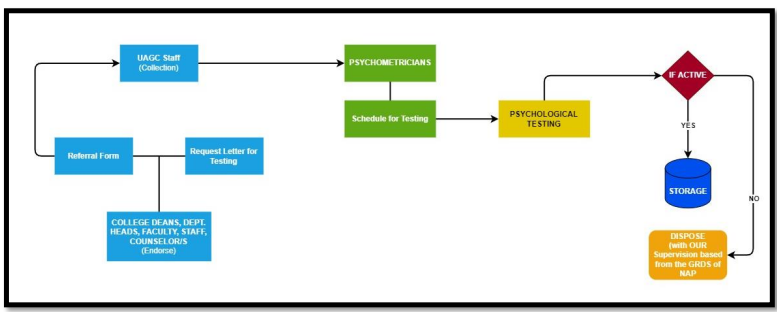 UAGC Staff
(Collection)
PSYCHOMETRICIANS
IF ACTIVE
Schedule for Testing
PSYCHOLOGICAL
TESTING
YES
Referral Form
Request Letter for
Testing
STORAGE
NO
COLLEGE DEANS, DEPT.
HEADS, FACULTY, STAFF,
COUNSELOR/S
(Endorse)
DISPOSE
(with OUR
Supervision based
from the GRDS of
NAP